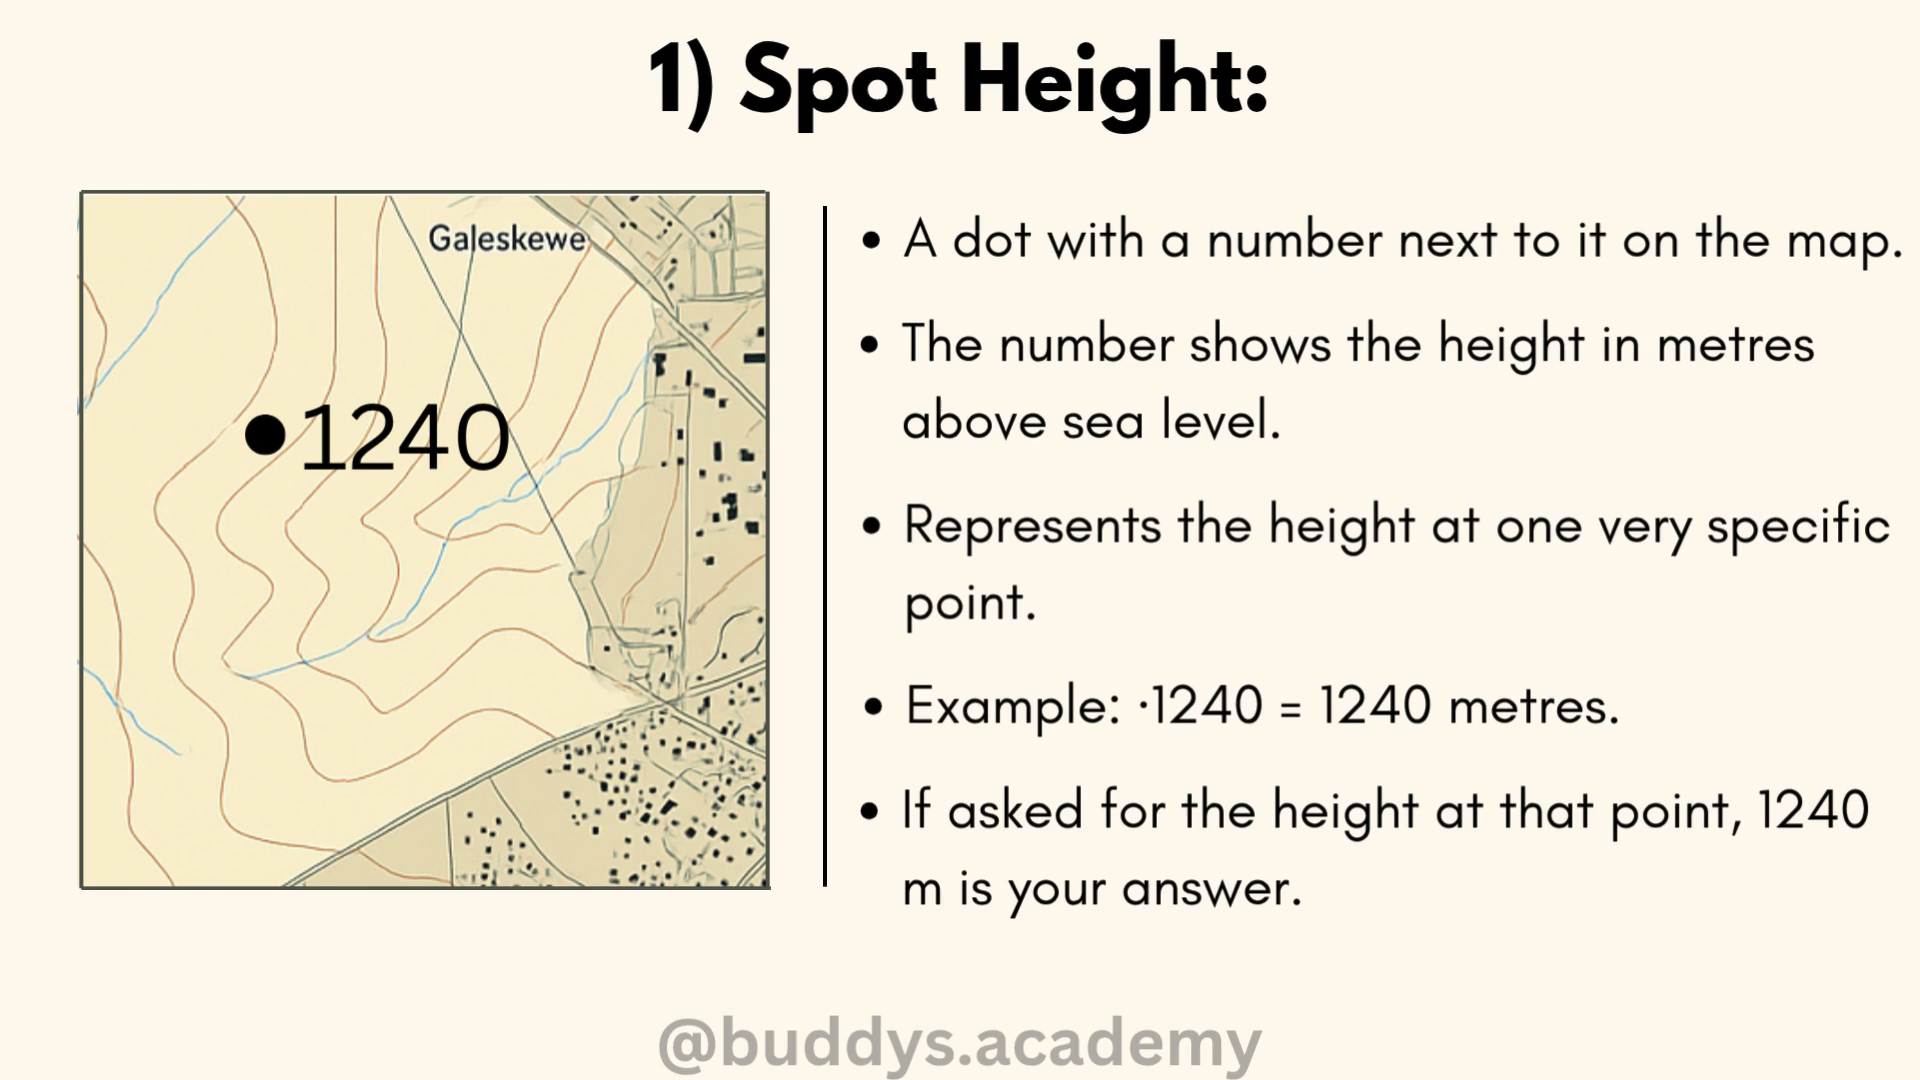 1) Spot Height:
Galeskewe
•1240
• A dot with a number next to it on the map.
• The number shows the height in metres
above sea level.
• Represents the height at one very specific
point.
• Example: ·1240 = 1240 metres.
• If asked for the height at that point, 1240
m is your answer.
@buddys.academy